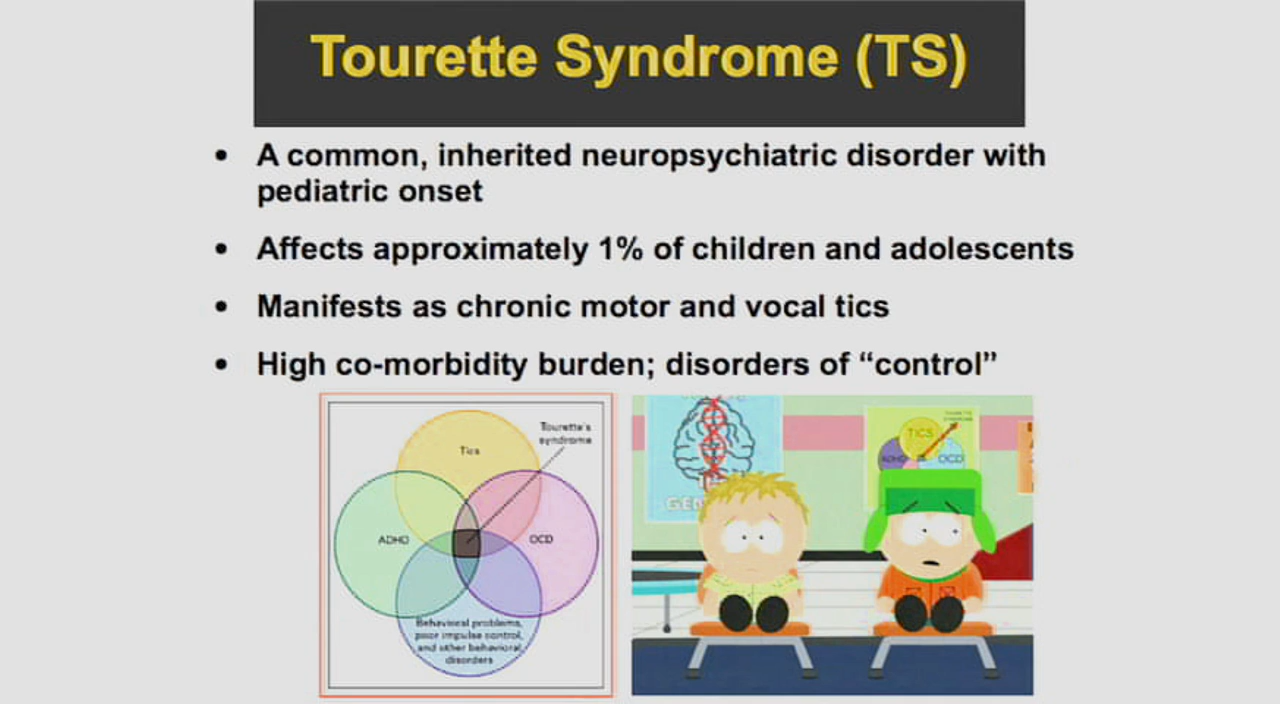 Tourette Syndrome (TS)
• A common, inherited neuropsychiatric disorder with
pediatric onset
• Affects approximately 1% of children and adolescents
• Manifests as chronic motor and vocal tics
• High co-morbidity burden; disorders of “control”
Tourette's
syndrome
Tics
ADHD
OCD
Behavioral problems,
poor impulse control,
and other behavioral
disorders
TICS
ADHD
OCD